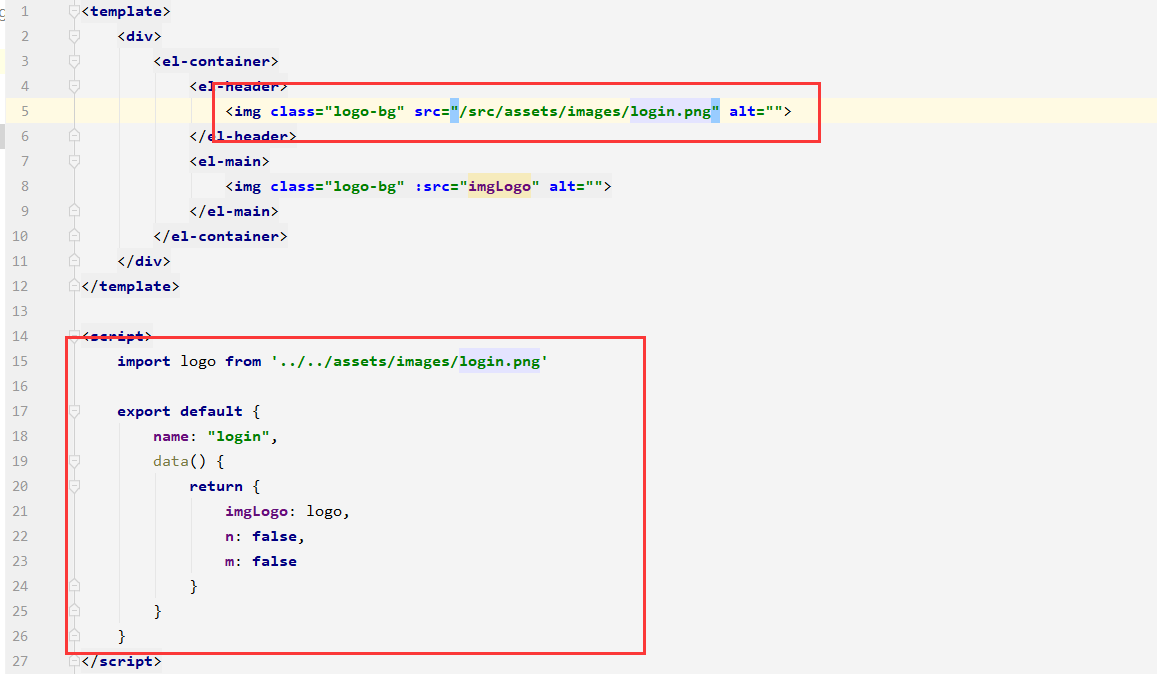 1 <template>
2     <div>
3         <el-container>
4             <el-header>
5                 <img class="logo-bg" src="/src/assets/images/login.png" alt="">
6             </el-header>
7             <el-main>
8                 <img class="logo-bg" :src="imgLogo" alt="">
9             </el-main>
10         </el-container>
11     </div>
12 </template>
13
14 <script>
15     import logo from '../../assets/images/login.png'
16
17     export default {
18         name: "login",
19         data() {
20             return {
21                 imgLogo: logo,
22                 n: false,
23                 m: false
24             }
25         }
26     }
27 </script>